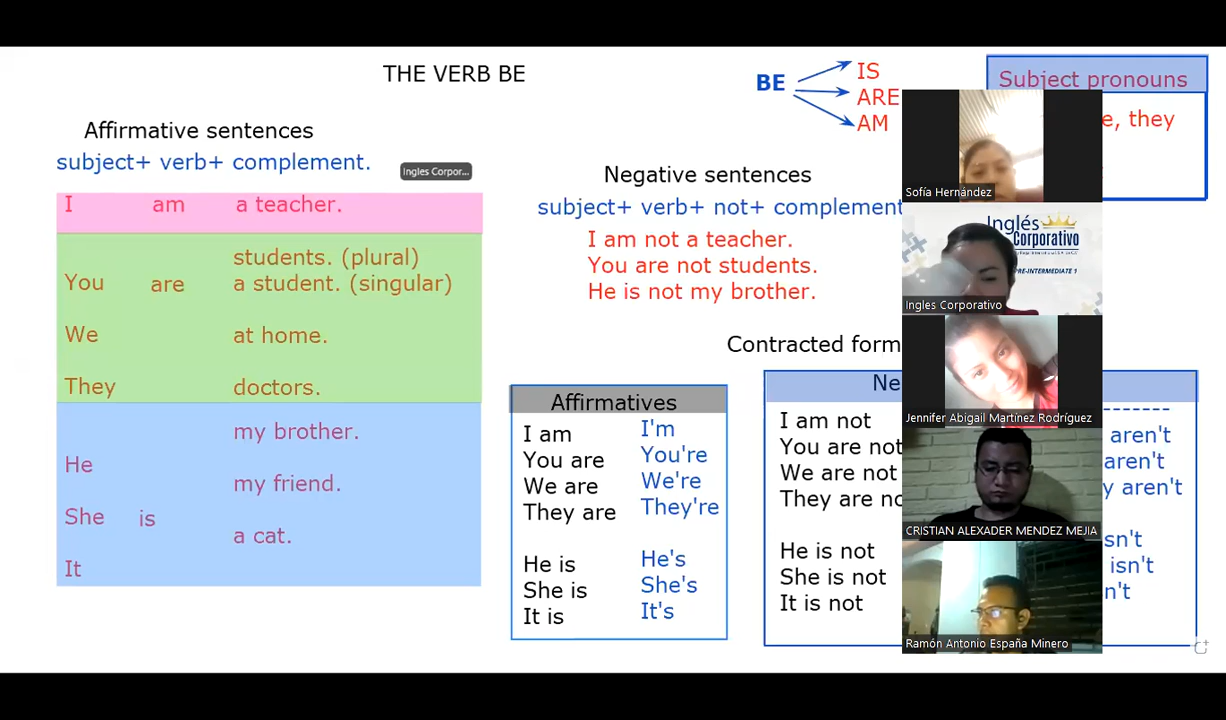 THE VERB BE
BE
IS
ARE
AM
Subject pronouns
they
Affirmative sentences
subject+ verb+ complement.
Ingles Corpor...
I am a teacher.
students. (plural)
You are a student. (singular)
We at home.
They doctors.
my brother.
He
my friend.
She is
a cat.
It
Negative sentences
subject+ verb+ not+ complement
I am not a teacher.
You are not students.
He is not my brother.
Contracted form
Affirmatives
I am I'm
You are You're
We are We're
They are They're
He is He's
She is She's
It is It's
I am not ----------
You are not aren't
We are not aren't
They are aren't
He is not
She is not isn't
It is not
Sofía Hernández
Inglés
Corporativo
PRE-INTERMEDIATE 1
Ingles Corporativo
Jennifer Abigail Martínez Rodríguez
CRISTIAN ALEXADER MENDEZ MEJIA
Ramón Antonio España Minero